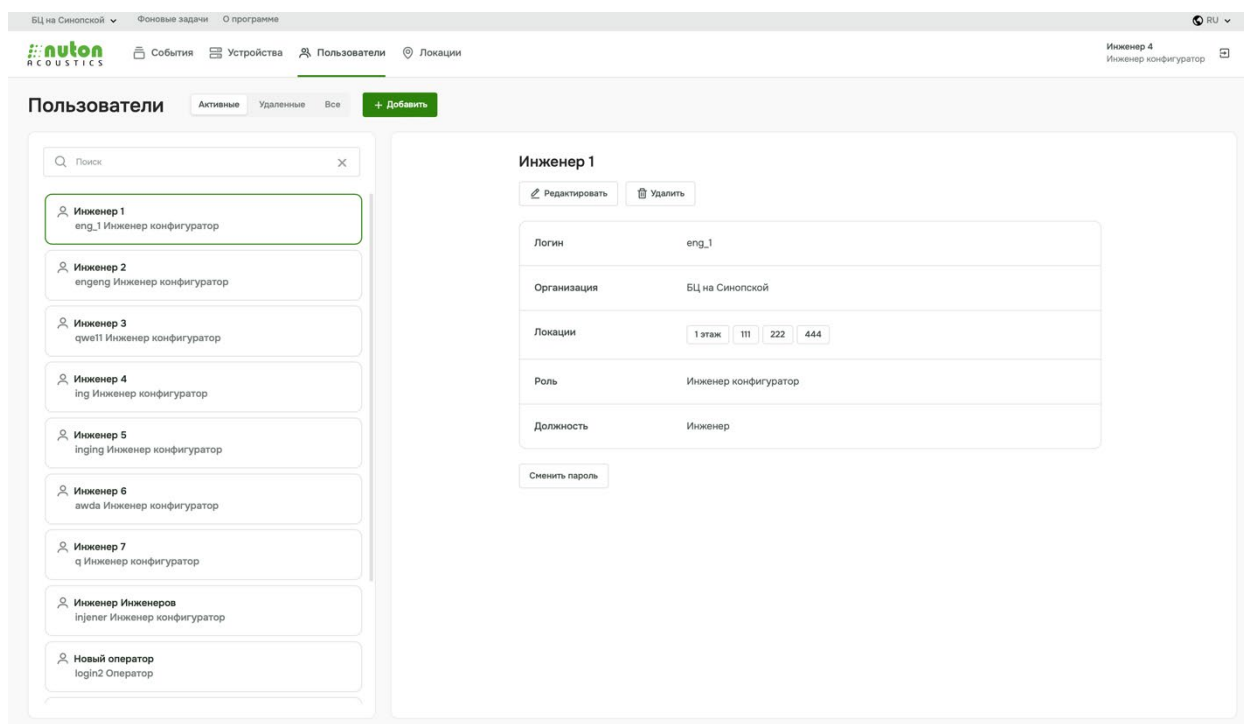 БЦ на Синопской Фоновые задачи О программе RU
nuton
ACOUSTICS
События Устройства Пользователи Локации
Инженер 4
Инженер конфигуратор
Пользователи Активные Удаленные Все + Добавить
Поиск
Инженер 1
eng_1 Инженер конфигуратор
Инженер 2
engeng Инженер конфигуратор
Инженер 3
qwe11 Инженер конфигуратор
Инженер 4
ing Инженер конфигуратор
Инженер 5
inging Инженер конфигуратор
Инженер 6
awda Инженер конфигуратор
Инженер 7
q Инженер конфигуратор
Инженер Инженеров
injener Инженер конфигуратор
Новый оператор
login2 Оператор
Инженер 1
Редактировать Удалить
Логин eng_1
Организация БЦ на Синопской
Локации 1 этаж 111 222 444
Роль Инженер конфигуратор
Должность Инженер
Сменить пароль